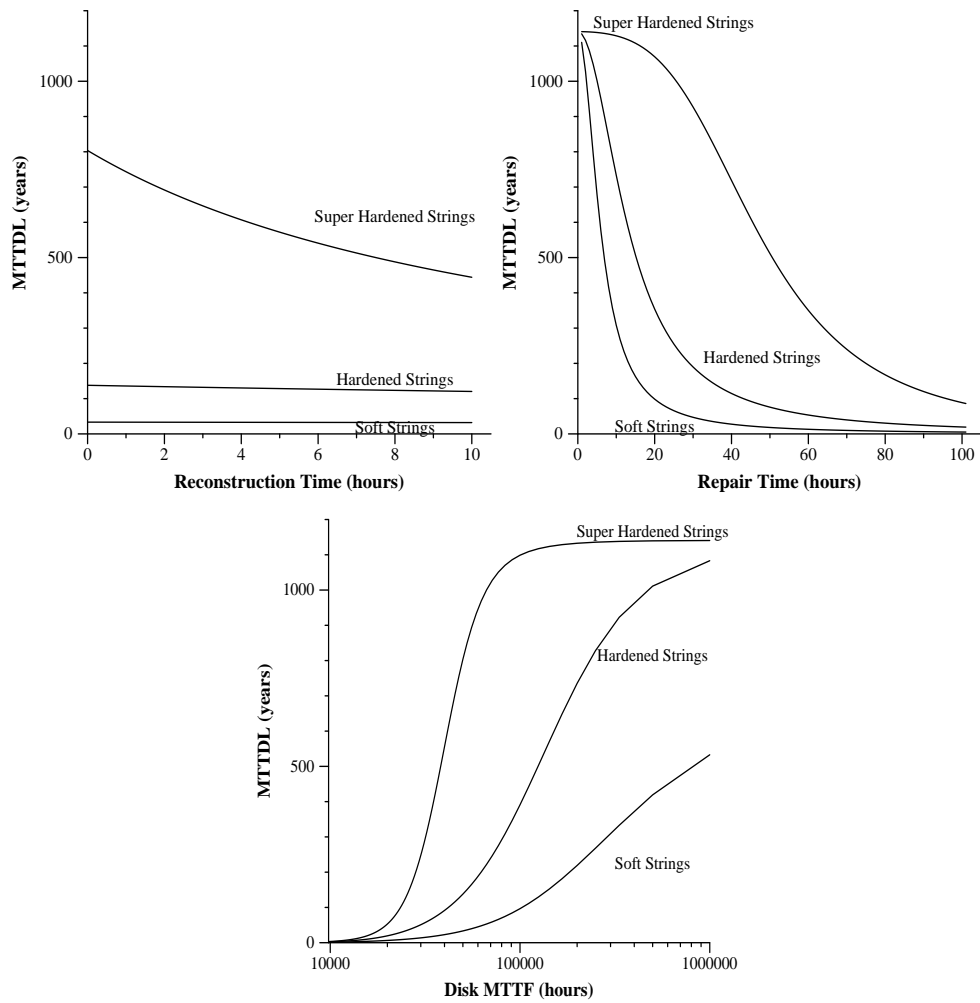 MTTDL (years)
1000
500
0
Super Hardened Strings
Hardened Strings
Soft Strings
0 2 4 6 8 10
Reconstruction Time (hours)
MTTDL (years)
1000
500
0
Super Hardened Strings
Hardened Strings
Soft Strings
0 20 40 60 80 100
Repair Time (hours)
MTTDL (years)
1000
500
0
Super Hardened Strings
Hardened Strings
Soft Strings
10000 100000 1000000
Disk MTTF (hours)